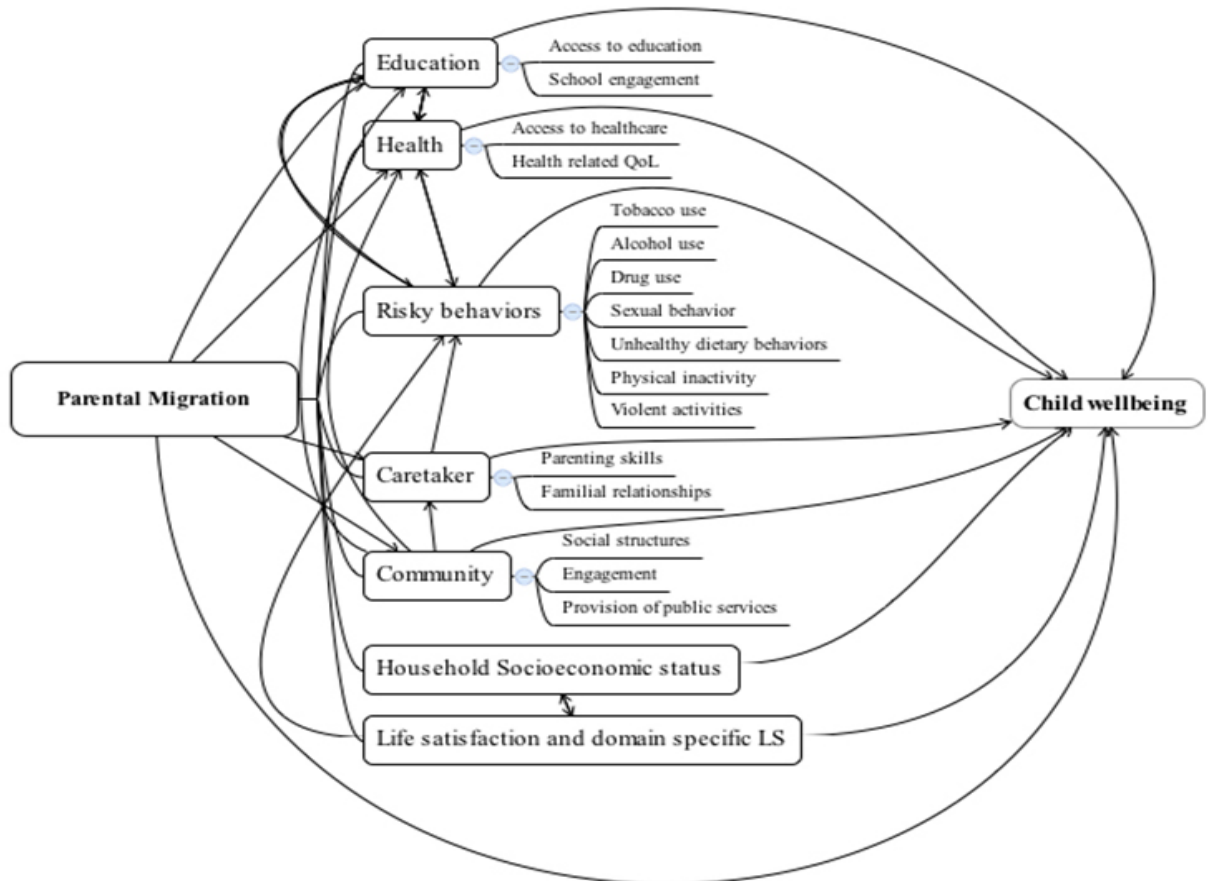 Education
Access to education
School engagement
Health
Access to healthcare
Health related QoL
Risky behaviors
Tobacco use
Alcohol use
Drug use
Sexual behavior
Unhealthy dietary behaviors
Physical inactivity
Violent activities
Parental Migration
Child wellbeing
Caretaker
Parenting skills
Familial relationships
Community
Social structures
Engagement
Provision of public services
Household Socioeconomic status
Life satisfaction and domain specific LS